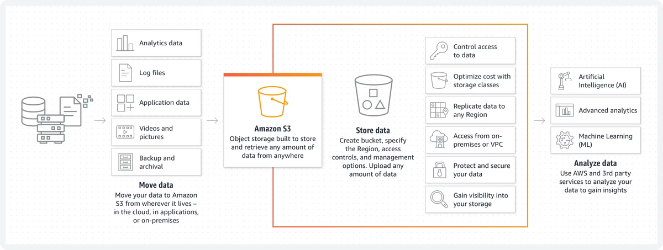 Analytics data
Log files
Application data
Videos and
pictures
Backup and
archival
Move data
Move your data to Amazon
S3 from wherever it lives –
in the cloud, in applications,
or on-premises
Amazon S3
Object storage built to store
and retrieve any amount of
data from anywhere
Store data
Create bucket, specify
the Region, access
controls, and management
options. Upload any
amount of data
Control access
to data
Optimize cost with
storage classes
Replicate data to
any Region
Access from on-
premises or VPC
Protect and secure
your data
Gain visibility into
your storage
Artificial
Intelligence (AI)
Advanced analytics
Machine Learning
(ML)
Analyze data
Use AWS and 3rd party
services to analyze your
data to gain insights